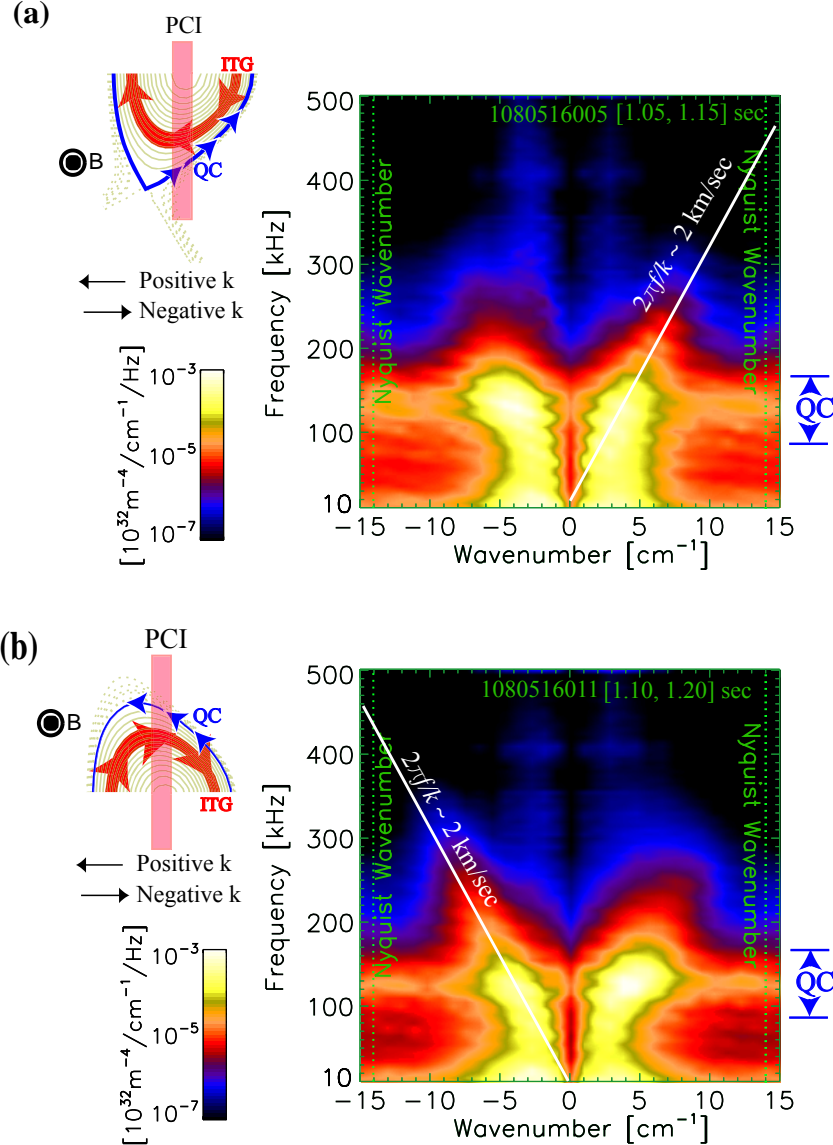 (a)
PCI
ITG
QC
B
Positive k
Negative k
10−3
10−5
10−7
[10^32 m−4/cm−1/Hz]
1080516005 [1.05, 1.15] sec
2πf/k ~ 2 km/sec
Nyquist Wavenumber
Nyquist Wavenumber
Frequency [kHz]
500
400
300
200
100
10
−15 −10 −5 0 5 10 15
Wavenumber [cm−1]
QC
(b)
PCI
QC
B
ITG
Positive k
Negative k
10−3
10−5
10−7
[10^32 m−4/cm−1/Hz]
1080516011 [1.10, 1.20] sec
2πf/k ~ 2 km/sec
Nyquist Wavenumber
Nyquist Wavenumber
Frequency [kHz]
500
400
300
200
100
10
−15 −10 −5 0 5 10 15
Wavenumber [cm−1]
QC